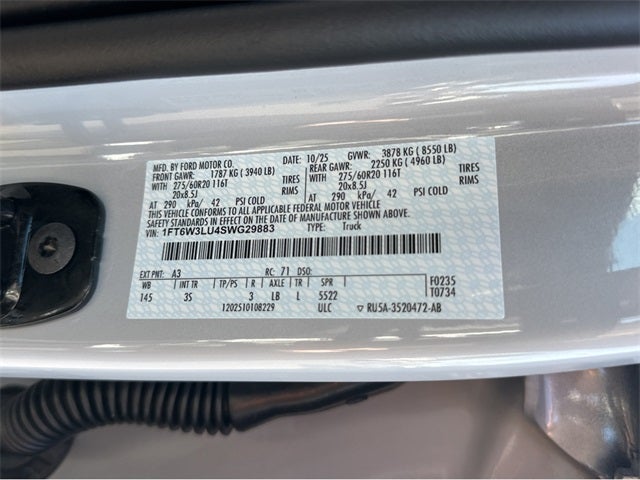 MFD. BY FORD MOTOR CO. 10/25 GVWR: 3878 KG ( 8550 LB)
FRONT GAWR: 1787 KG ( 3940 LB) REAR GAWR: 2250 KG ( 4960 LB)
WITH 275/60R20 116T TIRES WITH 275/60R20 116T TIRES
20x8.5J RIMS 20x8.5J RIMS
AT 290 kPa/ 42 PSI COLD AT 290 kPa/ 42 PSI COLD
THIS VEHICLE CONFORMS TO ALL APPLICABLE FEDERAL MOTOR VEHICLE
SAFETY STANDARDS IN EFFECT ON THE DATE OF MANUFACTURE SHOWN ABOVE.
VIN: 1FT6W3LU4SWG29883 TYPE: Truck
EXT PNT: A3 RC: 71 DSO: F0235
WB INT TR TP/PS R AXLE TR SPR T0734
145 3S 3 LB L 5522
1202510108229 ULC ▽ RU5A-3520472-AB